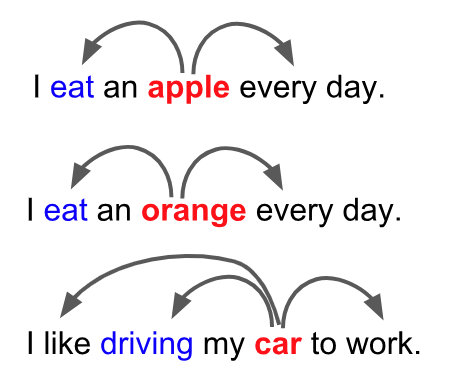 I eat an apple every day.
I eat an orange every day.
I like driving my car to work.